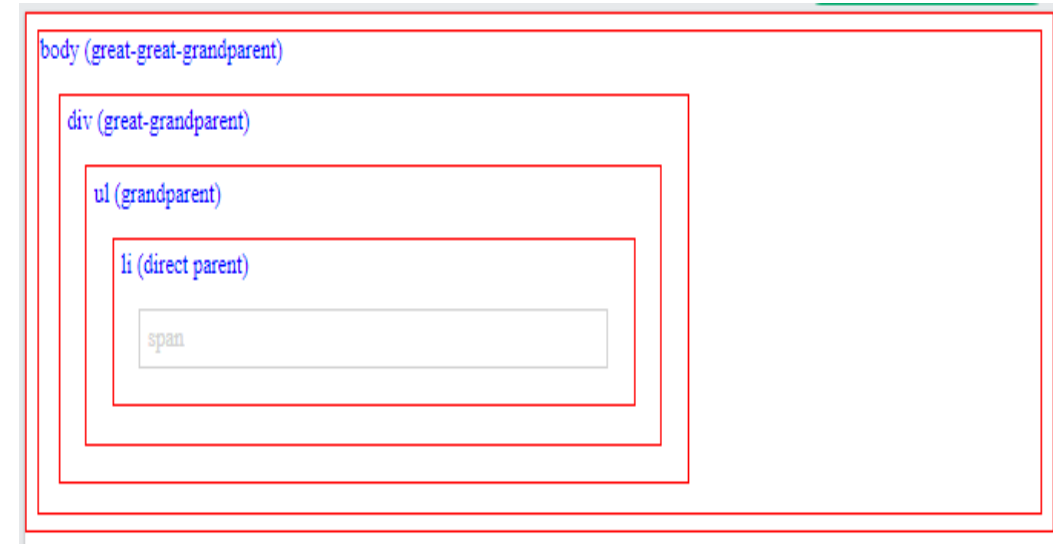 body (great-great-grandparent)
div (great-grandparent)
ul (grandparent)
li (direct parent)
span